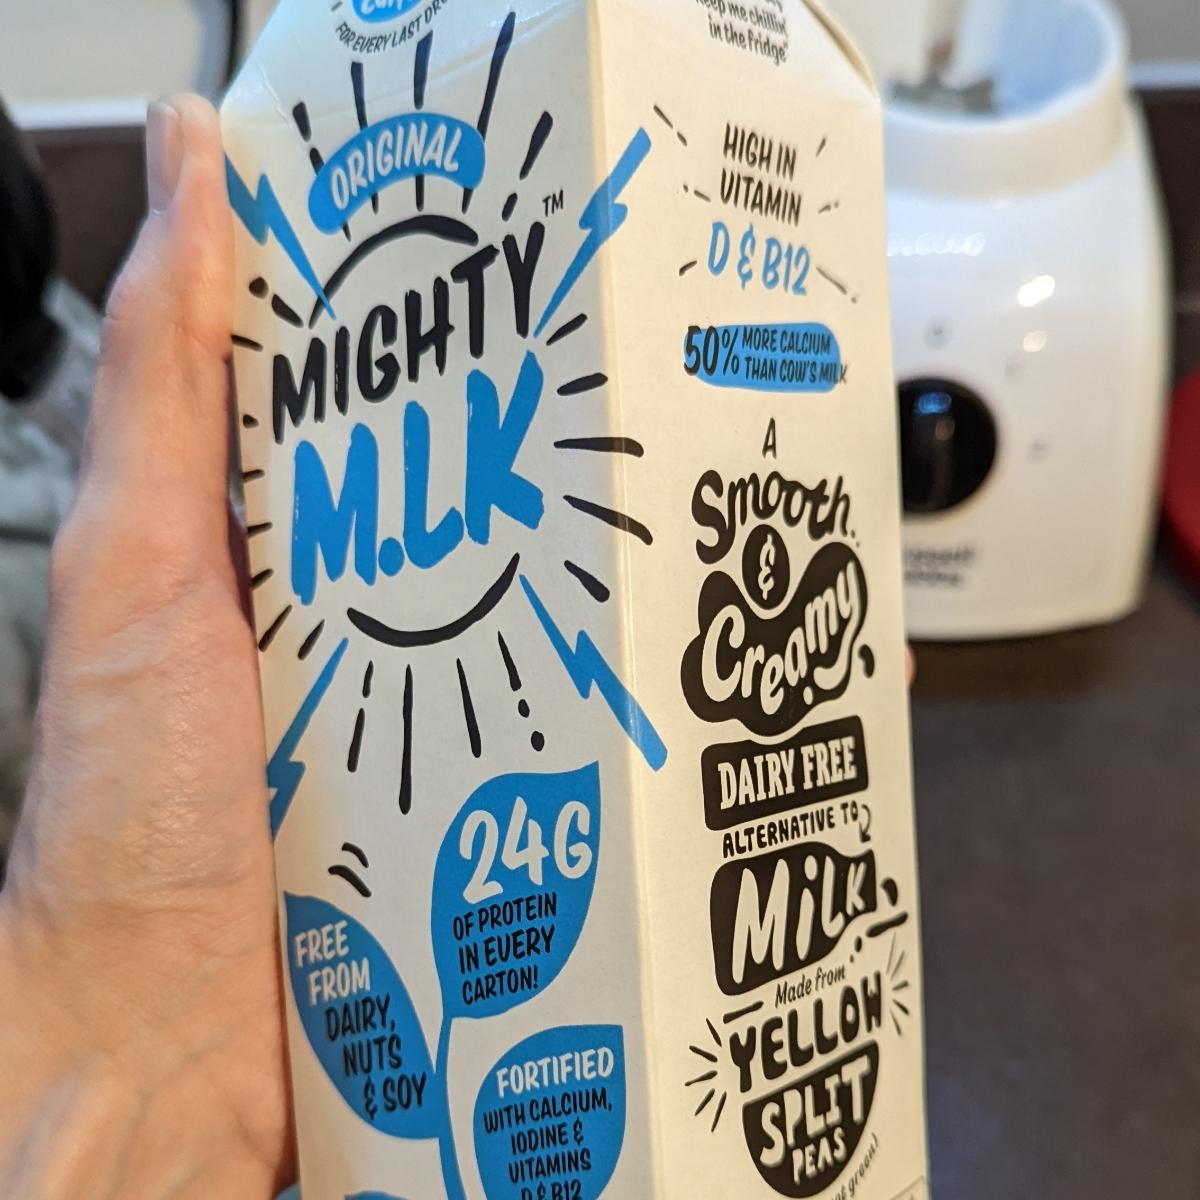 FOR EVERY LAST
ORIGINAL
MIGHTY™
M.LK
24G
OF PROTEIN
IN EVERY
CARTON!
FREE
FROM
DAIRY,
NUTS
& SOY
FORTIFIED
WITH CALCIUM,
IODINE &
VITAMINS
D & B12
keep me chillin'
in the fridge"
HIGH IN
VITAMIN
D & B12
50% MORE CALCIUM
THAN COW'S MILK
A
Smooth
&
Creamy
DAIRY FREE
ALTERNATIVE TO
MiLK
Made from
YELLOW
SPLIT
PEAS
green)